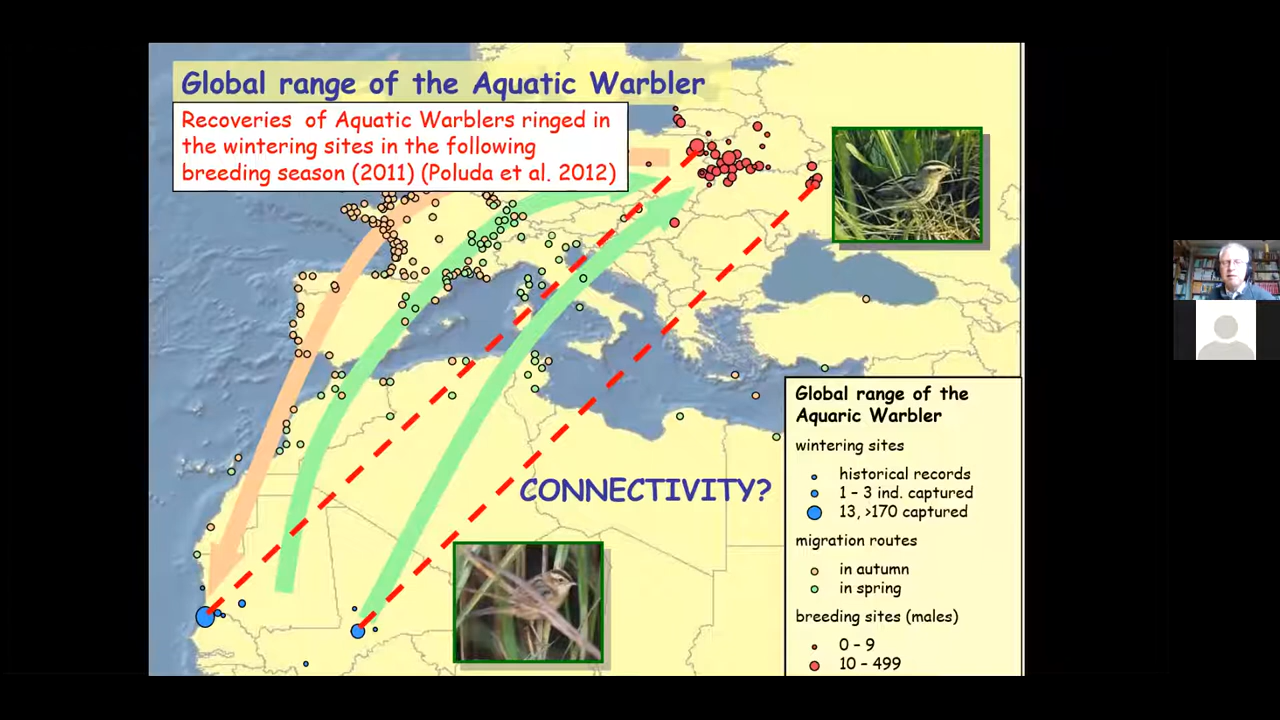 Global range of the Aquatic Warbler
Recoveries of Aquatic Warblers ringed in
the wintering sites in the following
breeding season (2011) (Poluda et al. 2012)
CONNECTIVITY?
Global range of the
Aquaric Warbler
wintering sites
historical records
1 – 3 ind. captured
13, >170 captured
migration routes
in autumn
in spring
breeding sites (males)
0 – 9
10 – 499